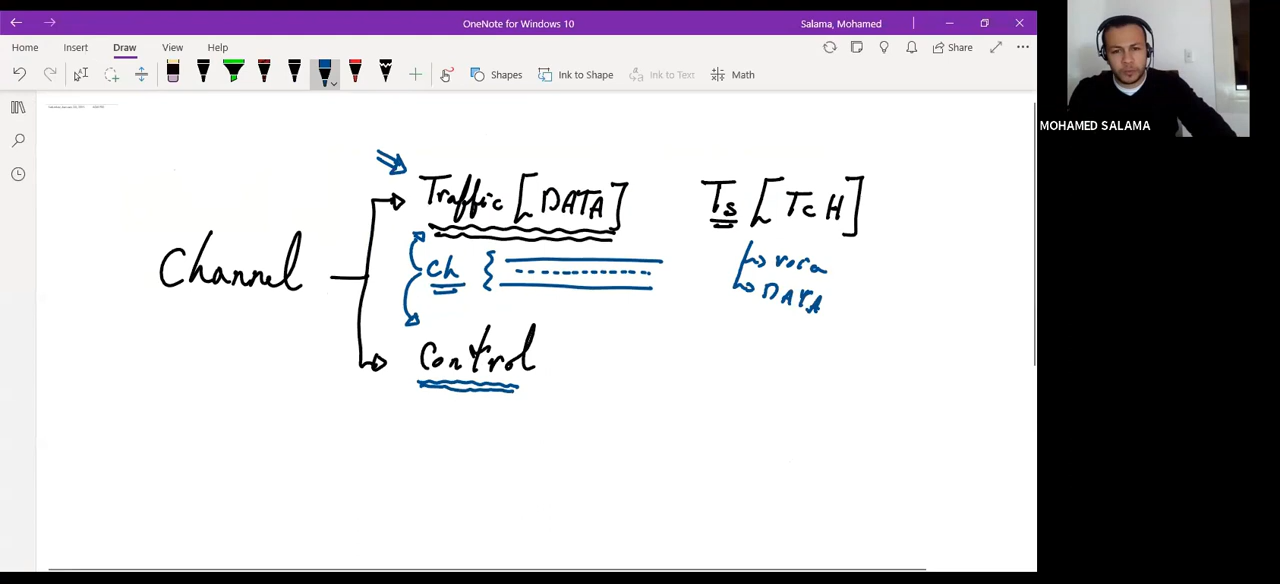 OneNote for Windows 10
Salama, Mohamed
Home Insert Draw View Help
Share
Shapes
Ink to Shape
Ink to Text
Math
MOHAMED SALAMA
Traffic [DATA]
Ts [TCH]
Channel
ch
DATA
Control